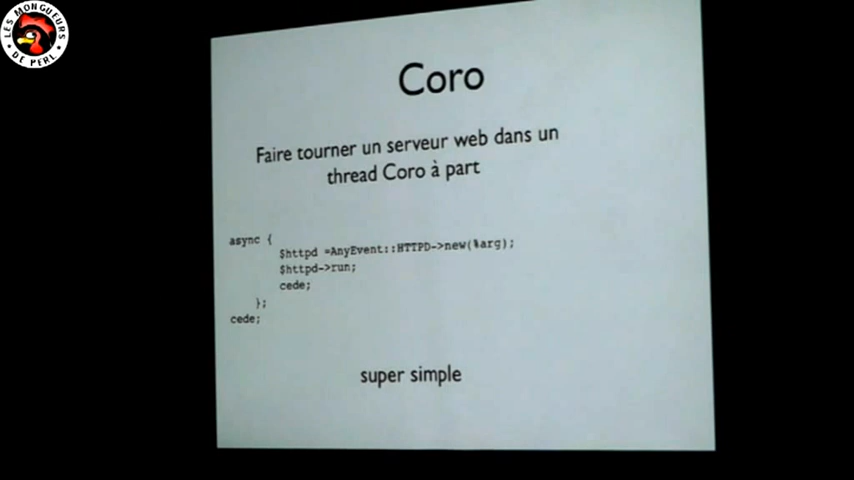 LES MONGUEURS
DE PERL
Coro
Faire tourner un serveur web dans un
thread Coro à part
async {
$httpd =AnyEvent::HTTPD->new(%arg);
$httpd->run;
cede;
};
cede;
super simple